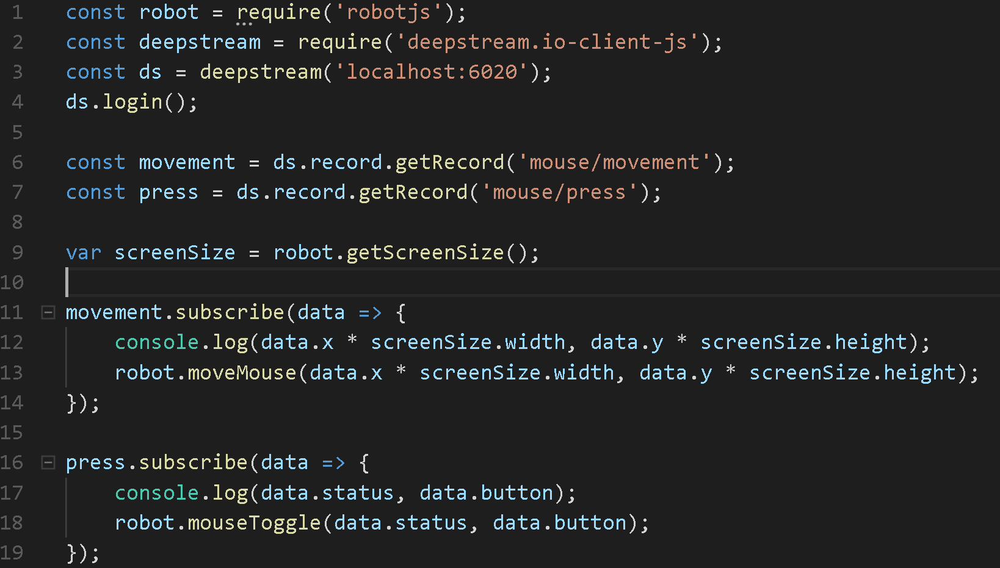 1 const robot = require('robotjs');
2 const deepstream = require('deepstream.io-client-js');
3 const ds = deepstream('localhost:6020');
4 ds.login();
5
6 const movement = ds.record.getRecord('mouse/movement');
7 const press = ds.record.getRecord('mouse/press');
8
9 var screenSize = robot.getScreenSize();
10
11 movement.subscribe(data => {
12     console.log(data.x * screenSize.width, data.y * screenSize.height);
13     robot.moveMouse(data.x * screenSize.width, data.y * screenSize.height);
14 });
15
16 press.subscribe(data => {
17     console.log(data.status, data.button);
18     robot.mouseToggle(data.status, data.button);
19 });